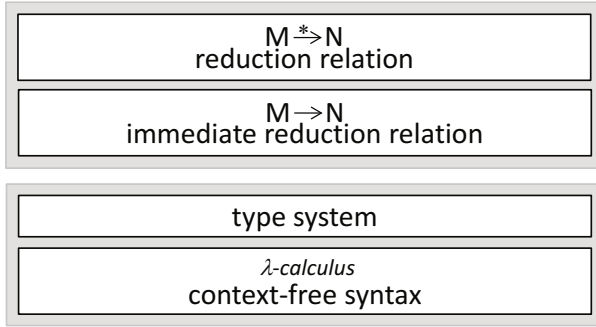 M *→ N
reduction relation
M → N
immediate reduction relation
type system
λ-calculus
context-free syntax